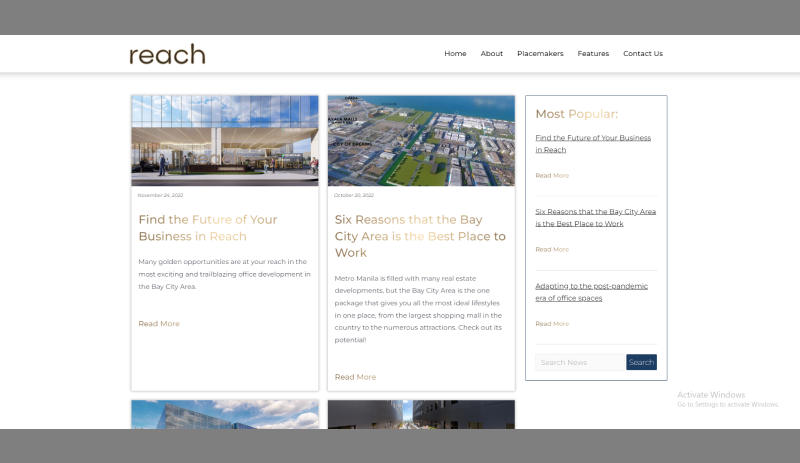 reach
Home About Placemakers Features Contact Us
AYALA MALLS
CITY OF DREAMS
November 24, 2022
Find the Future of Your
Business in Reach
Many golden opportunities are at your reach in the
most exciting and trailblazing office development in
the Bay City Area.
Read More
October 20, 2022
Six Reasons that the Bay
City Area is the Best Place to
Work
Metro Manila is filled with many real estate
developments, but the Bay City Area is the one
package that gives you all the most ideal lifestyles
in one place, from the largest shopping mall in the
country to the numerous attractions. Check out its
potential!
Read More
Most Popular:
Find the Future of Your Business
in Reach
Read More
Six Reasons that the Bay City Area
is the Best Place to Work
Read More
Adapting to the post-pandemic
era of office spaces
Read More
Search News Search
Activate Windows
Go to Settings to activate Windows.